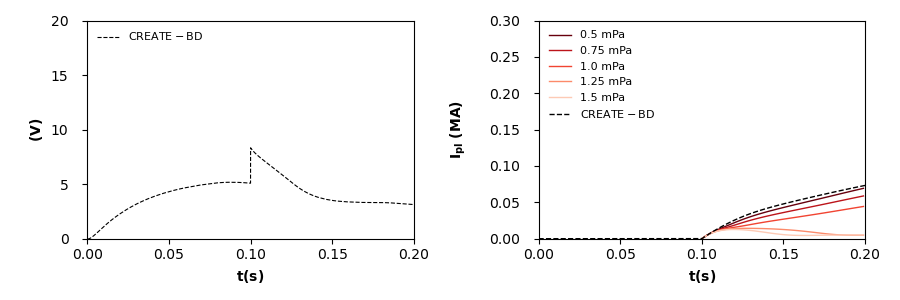 20
15
10
5
0
(V)
CREATE − BD
0.00 0.05 0.10 0.15 0.20
t(s)
0.30
0.25
0.20
0.15
0.10
0.05
0.00
Ipl (MA)
0.5 mPa
0.75 mPa
1.0 mPa
1.25 mPa
1.5 mPa
CREATE − BD
0.00 0.05 0.10 0.15 0.20
t(s)